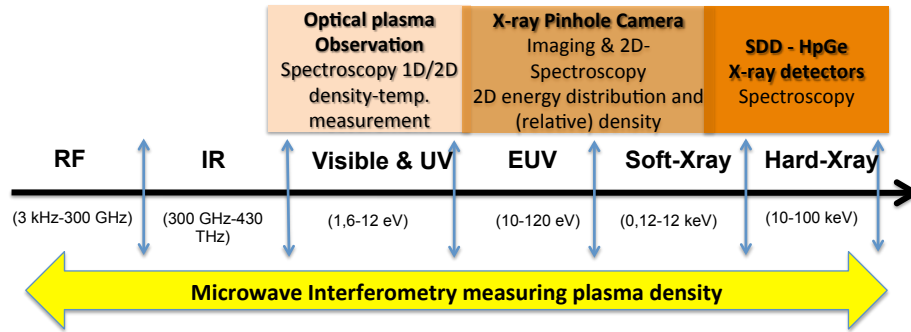 Optical plasma
Observation
Spectroscopy 1D/2D
density-temp.
measurement
X-ray Pinhole Camera
Imaging & 2D-
Spectroscopy
2D energy distribution and
(relative) density
SDD - HpGe
X-ray detectors
Spectroscopy
RF
IR
Visible & UV
EUV
Soft-Xray
Hard-Xray
(3 kHz-300 GHz)
(300 GHz-430
THz)
(1,6-12 eV)
(10-120 eV)
(0,12-12 keV)
(10-100 keV)
Microwave Interferometry measuring plasma density